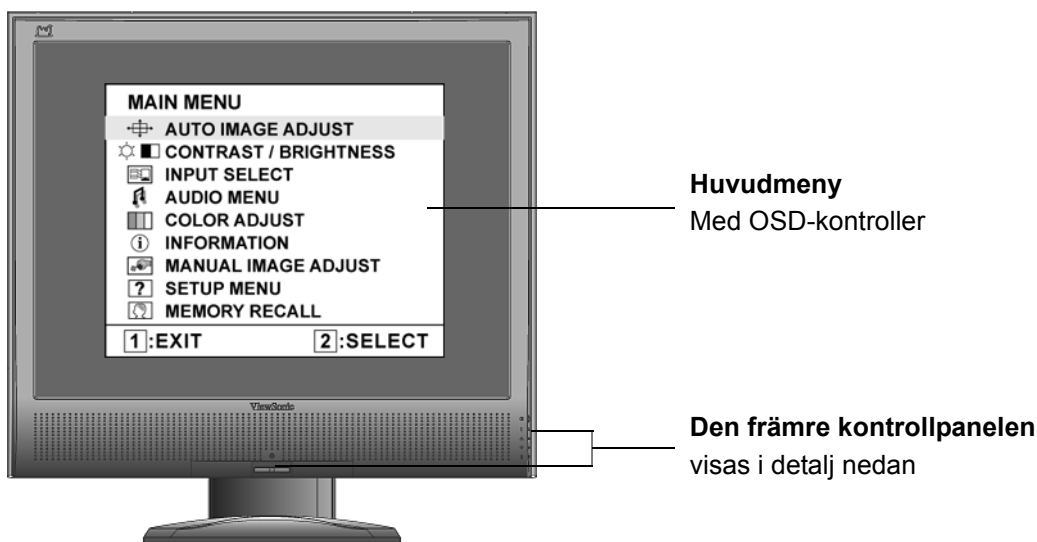 MAIN MENU
AUTO IMAGE ADJUST
CONTRAST / BRIGHTNESS
INPUT SELECT
AUDIO MENU
COLOR ADJUST
INFORMATION
MANUAL IMAGE ADJUST
SETUP MENU
MEMORY RECALL
1:EXIT 2:SELECT
ViewSonic
Huvudmeny
Med OSD-kontroller
Den främre kontrollpanelen
visas i detalj nedan